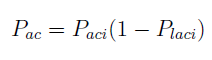 P_{ac} = P_{aci}(1 - P_{laci})